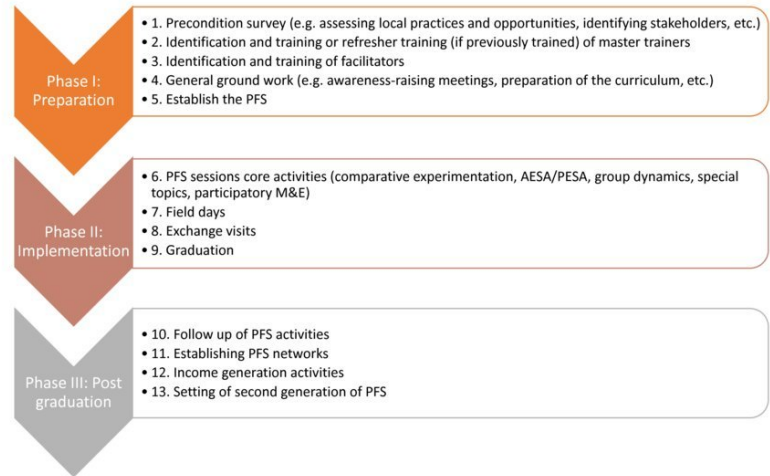 Phase I:
Preparation
• 1. Precondition survey (e.g. assessing local practices and opportunities, identifying stakeholders, etc.)
• 2. Identification and training or refresher training (if previously trained) of master trainers
• 3. Identification and training of facilitators
• 4. General ground work (e.g. awareness-raising meetings, preparation of the curriculum, etc.)
• 5. Establish the PFS
Phase II:
Implementation
• 6. PFS sessions core activities (comparative experimentation, AESA/PESA, group dynamics, special
topics, participatory M&E)
• 7. Field days
• 8. Exchange visits
• 9. Graduation
Phase III: Post
graduation
• 10. Follow up of PFS activities
• 11. Establishing PFS networks
• 12. Income generation activities
• 13. Setting of second generation of PFS